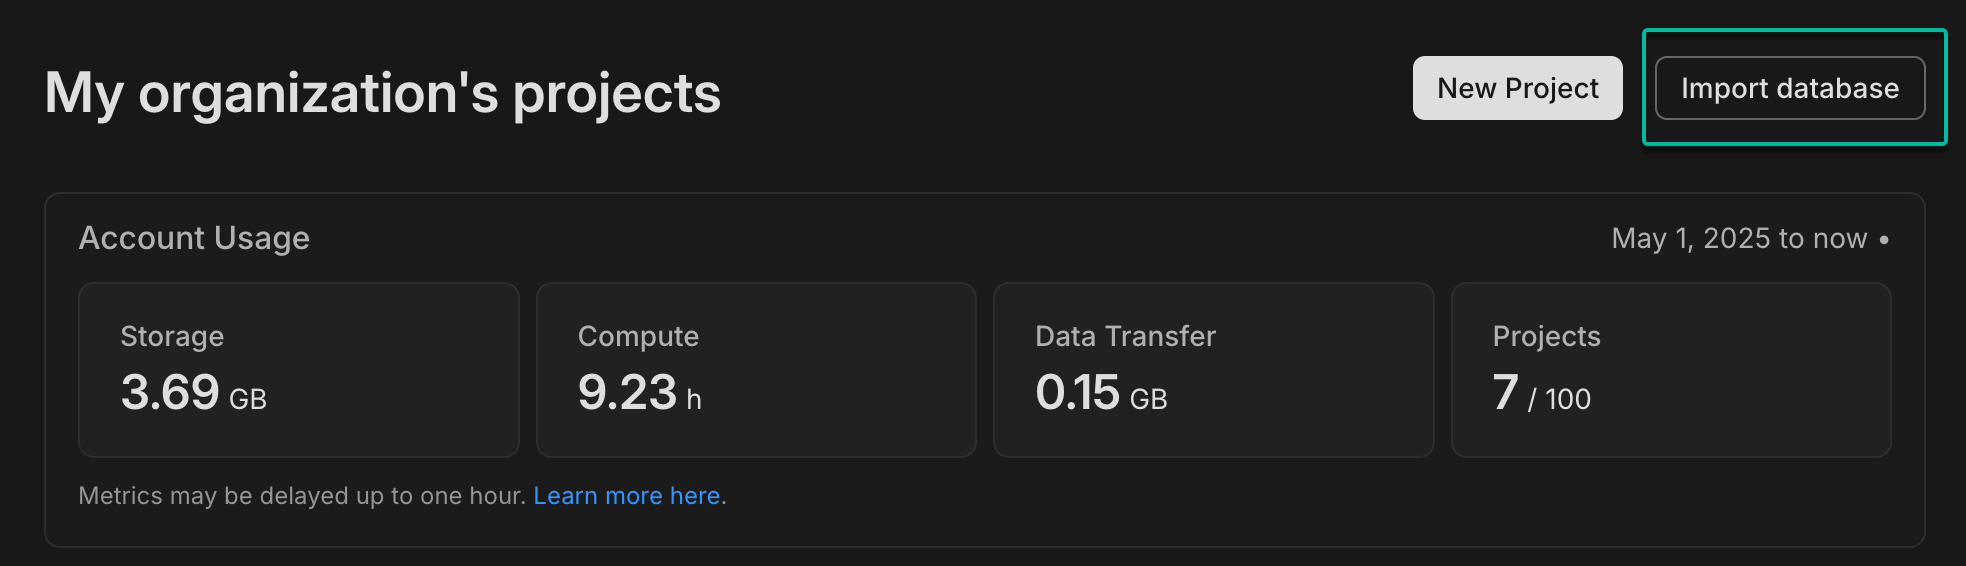 My organization's projects
New Project
Import database
Account Usage
May 1, 2025 to now •
Storage
3.69 GB
Compute
9.23 h
Data Transfer
0.15 GB
Projects
7 / 100
Metrics may be delayed up to one hour. Learn more here.